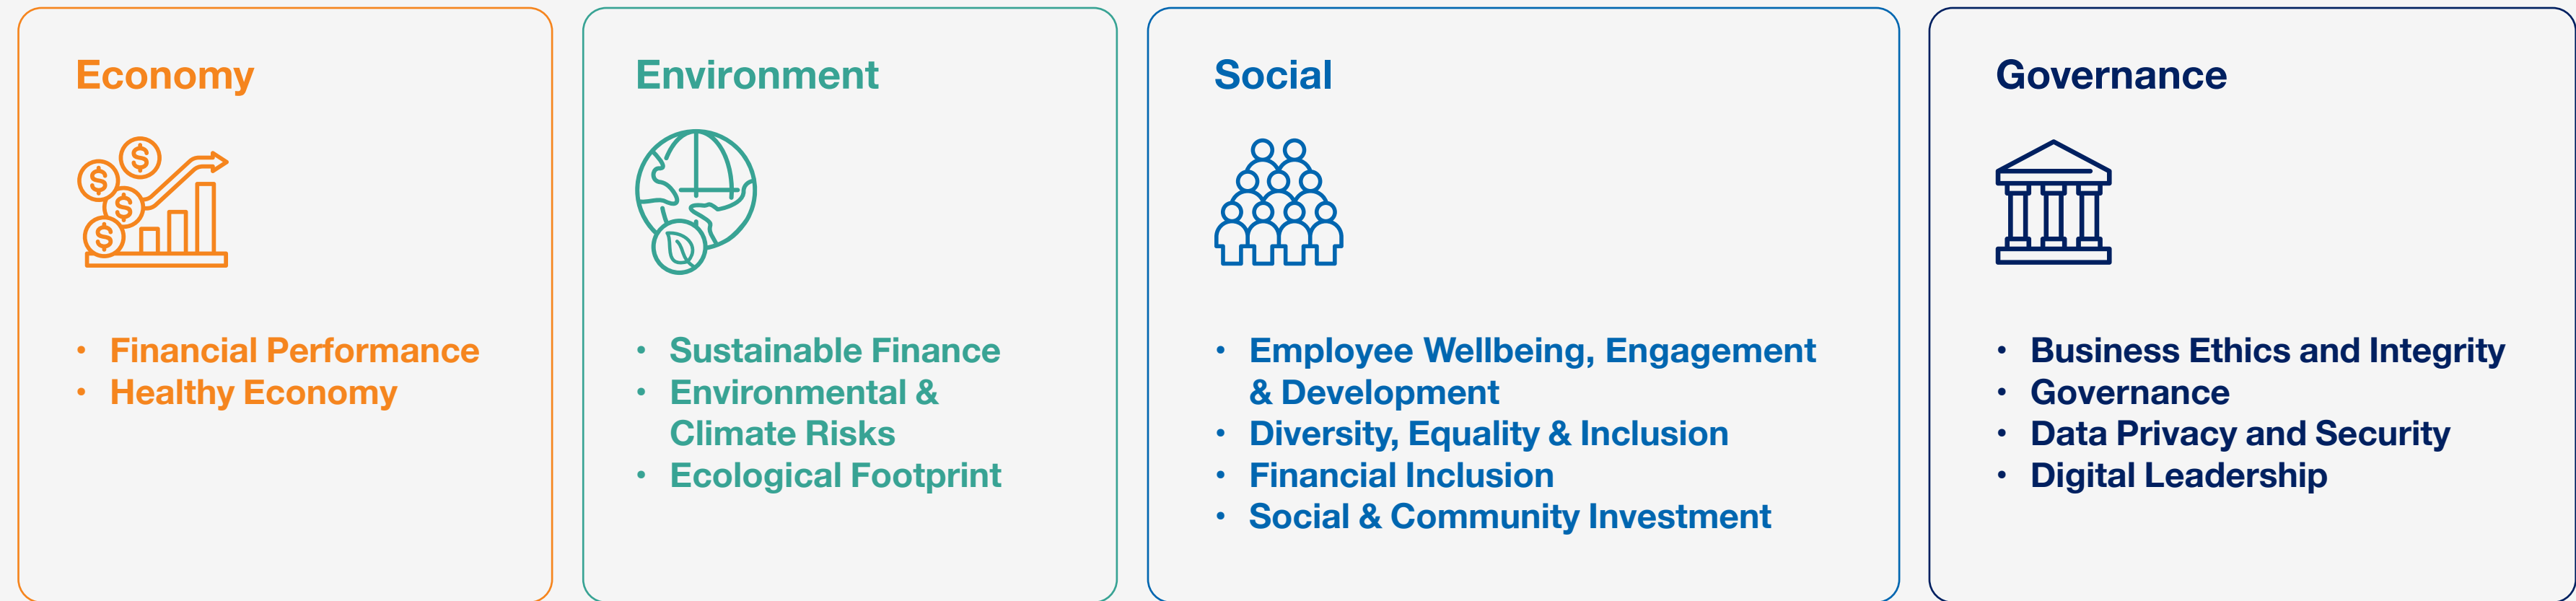 Economy
$
$
$
$
• Financial Performance
• Healthy Economy
Environment
• Sustainable Finance
• Environmental &
Climate Risks
• Ecological Footprint
Social
• Employee Wellbeing, Engagement
& Development
• Diversity, Equality & Inclusion
• Financial Inclusion
• Social & Community Investment
Governance
• Business Ethics and Integrity
• Governance
• Data Privacy and Security
• Digital Leadership